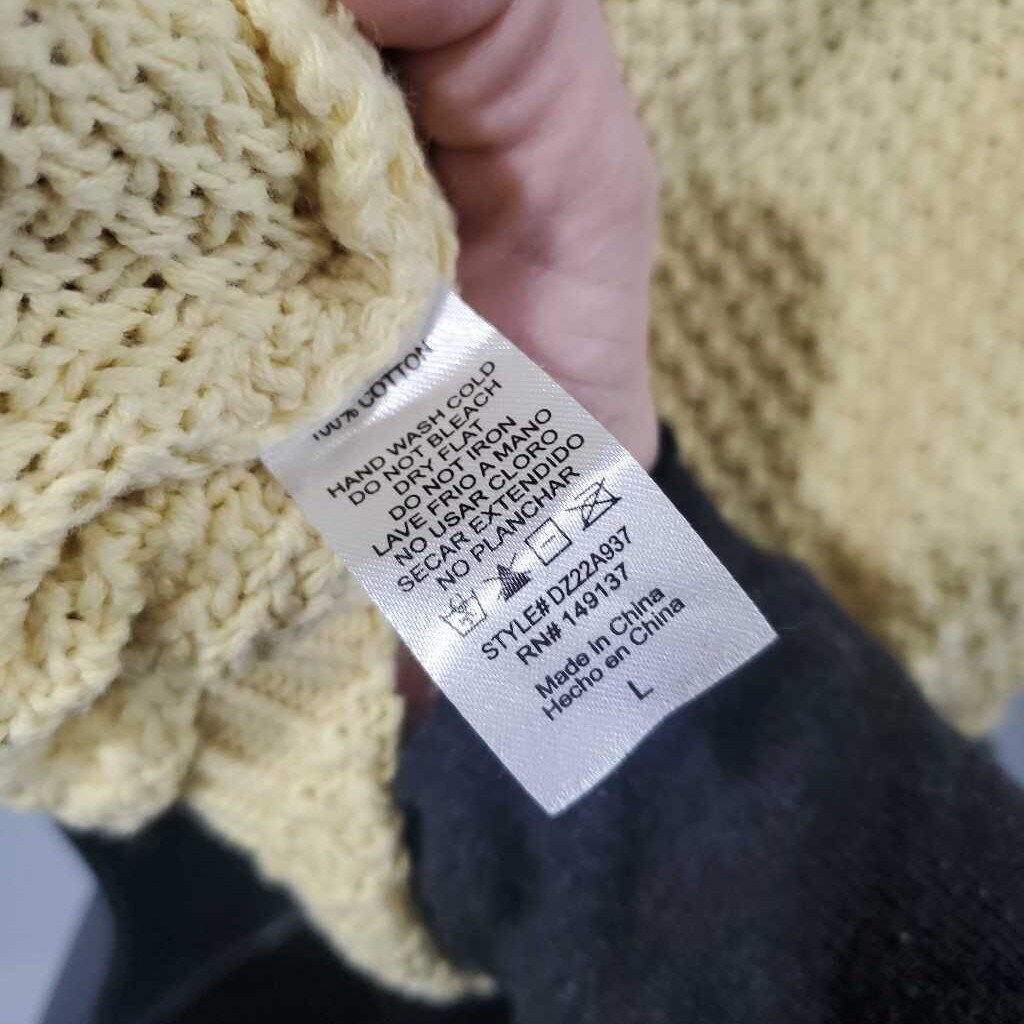 100% COTTON
HAND WASH COLD
DO NOT BLEACH
DRY FLAT
DO NOT IRON
LAVE FRIO A MANO
NO USAR CLORO
SECAR EXTENDIDO
NO PLANCHAR
STYLE# DZ22A937
RN# 149137
Made in China
Hecho en China
L